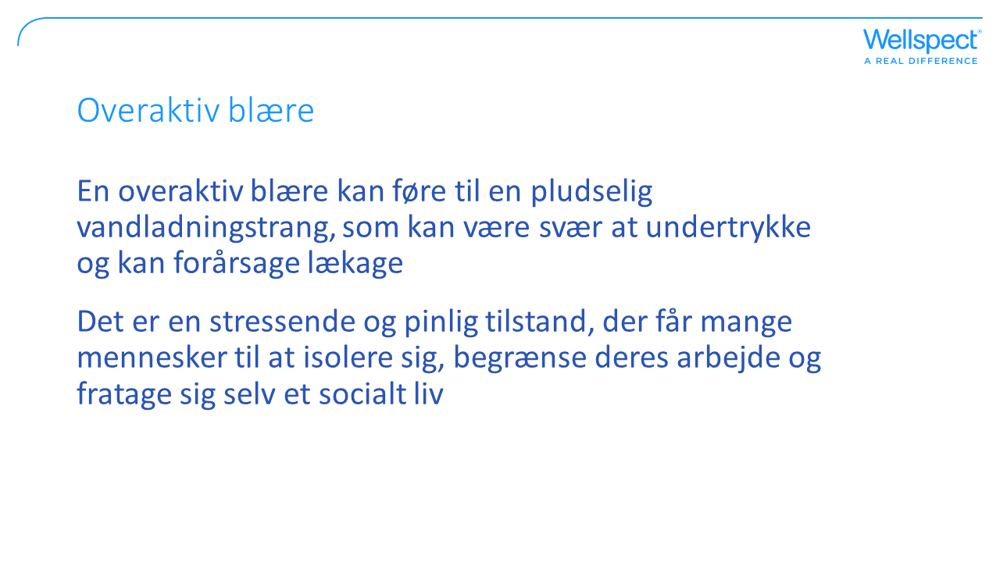 Wellspect®
A REAL DIFFERENCE
Overaktiv blære
En overaktiv blære kan føre til en pludselig
vandladningstrang, som kan være svær at undertrykke
og kan forårsage lækage
Det er en stressende og pinlig tilstand, der får mange
mennesker til at isolere sig, begrænse deres arbejde og
fratage sig selv et socialt liv